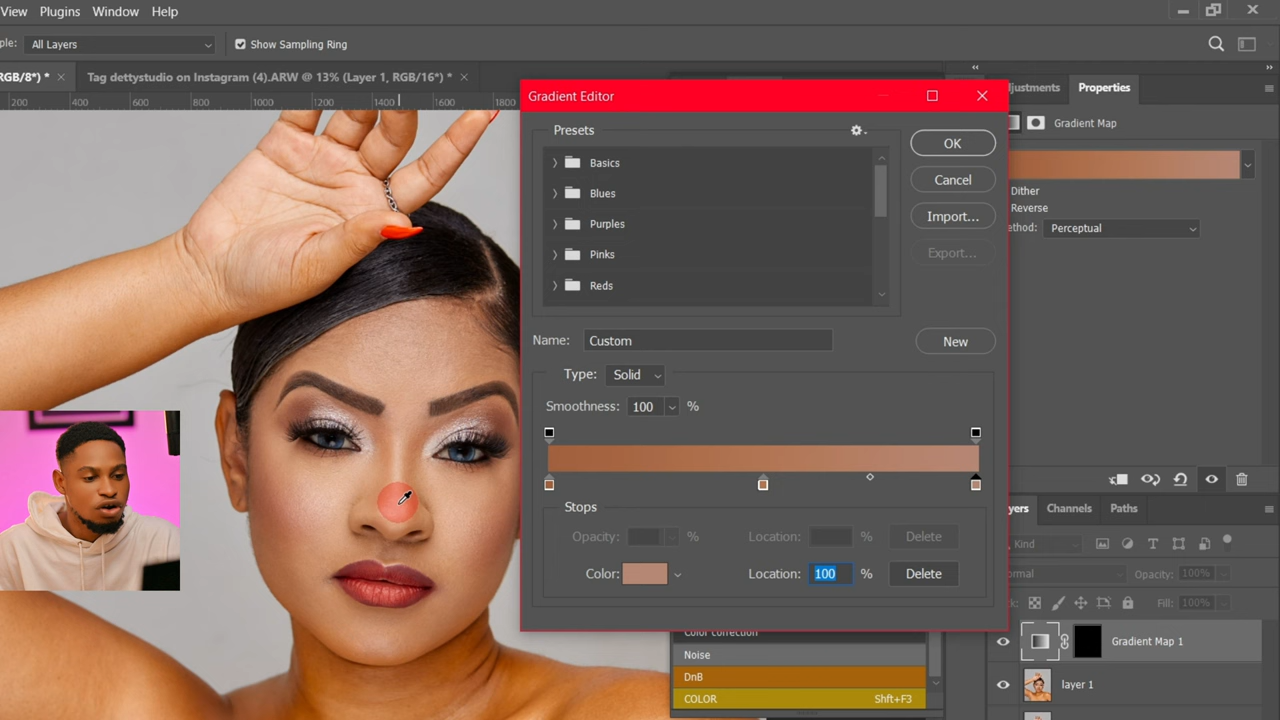 View Plugins Window Help
ple: All Layers Show Sampling Ring
RGB/8*) * Tag dettystudio on Instagram (4).ARW @ 13% (Layer 1, RGB/16*) *
200 400 1000 1200 1400 1600 1800
Gradient Editor
djustments Properties
Presets
Gradient Map
OK
Basics
Cancel
Blues
Dither
Import...
Reverse
Purples
ethod: Perceptual
Export...
Pinks
Reds
Name: Custom
New
Type: Solid
Smoothness: 100 %
Stops
Opacity: % Location: % Delete
Color: Location: 100 % Delete
yers Channels Paths
Kind
ormal Opacity: 100%
k: Fill: 100%
Color correction
Gradient Map 1
Noise
DnB
layer 1
COLOR Shft+F3